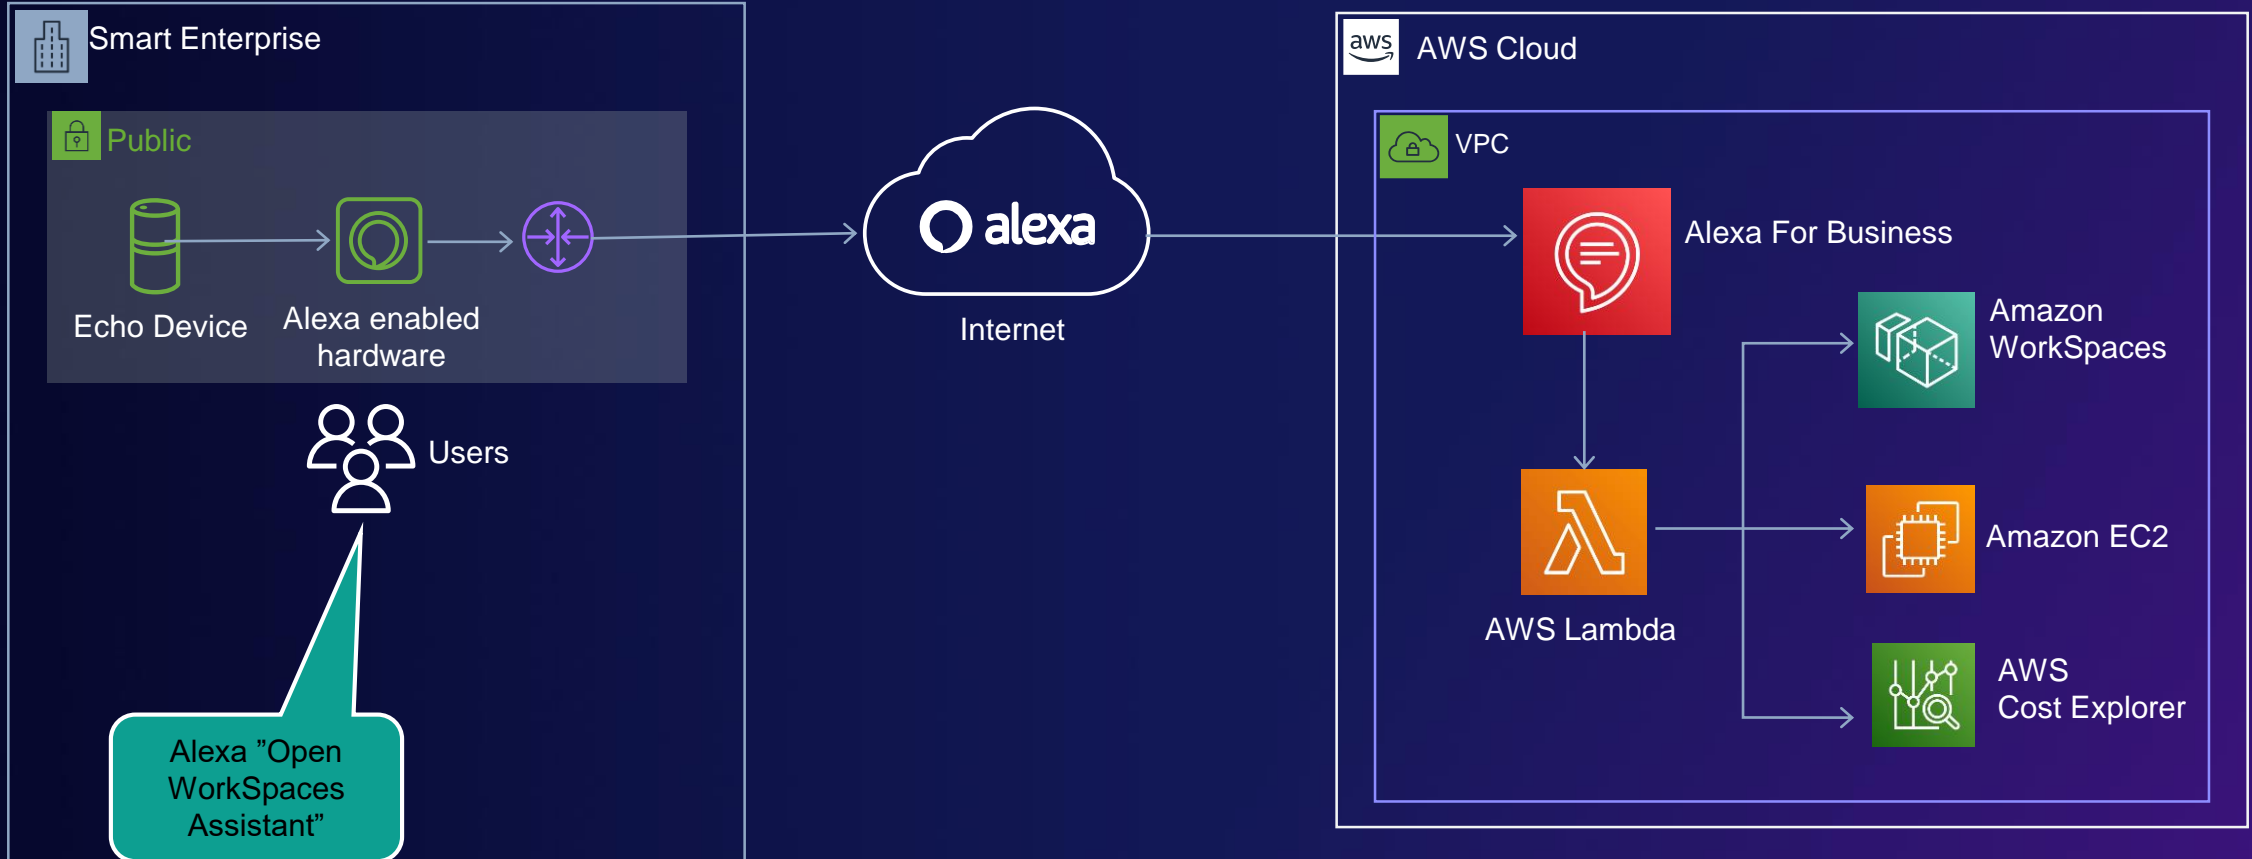 Smart Enterprise
Public
Echo Device
Alexa enabled
hardware
Users
Alexa ”Open
WorkSpaces
Assistant”
alexa
Internet
aws
AWS Cloud
VPC
Alexa For Business
Amazon
WorkSpaces
AWS Lambda
Amazon EC2
AWS
Cost Explorer